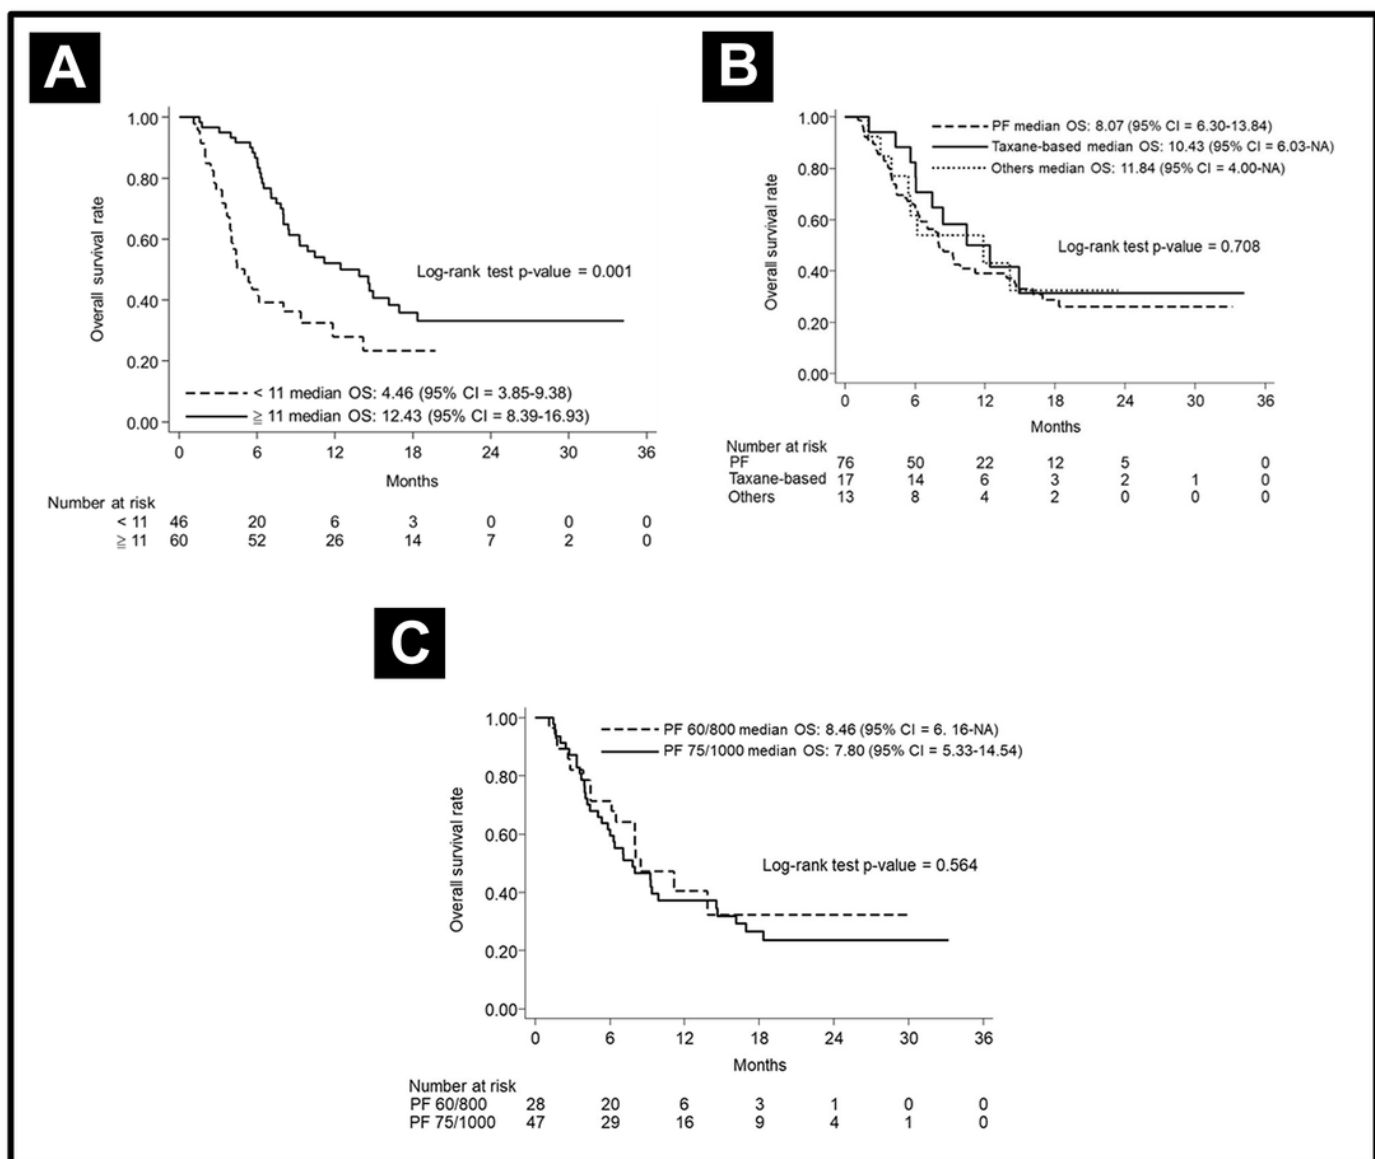 A
1.00
0.80
0.60
0.40
0.20
0.00
Overall survival rate
Log-rank test p-value = 0.001
< 11 median OS: 4.46 (95% CI = 3.85-9.38)
≧ 11 median OS: 12.43 (95% CI = 8.39-16.93)
0 6 12 18 24 30 36
Months
Number at risk
< 11 46 20 6 3 0 0 0
≧ 11 60 52 26 14 7 2 0
B
1.00
0.80
0.60
0.40
0.20
0.00
Overall survival rate
PF median OS: 8.07 (95% CI = 6.30-13.84)
Taxane-based median OS: 10.43 (95% CI = 6.03-NA)
Others median OS: 11.84 (95% CI = 4.00-NA)
Log-rank test p-value = 0.708
0 6 12 18 24 30 36
Months
Number at risk
PF 76 50 22 12 5 0
Taxane-based 17 14 6 3 2 1 0
Others 13 8 4 2 0 0 0
C
1.00
0.80
0.60
0.40
0.20
0.00
Overall survival rate
PF 60/800 median OS: 8.46 (95% CI = 6. 16-NA)
PF 75/1000 median OS: 7.80 (95% CI = 5.33-14.54)
Log-rank test p-value = 0.564
0 6 12 18 24 30 36
Months
Number at risk
PF 60/800 28 20 6 3 1 0 0
PF 75/1000 47 29 16 9 4 1 0